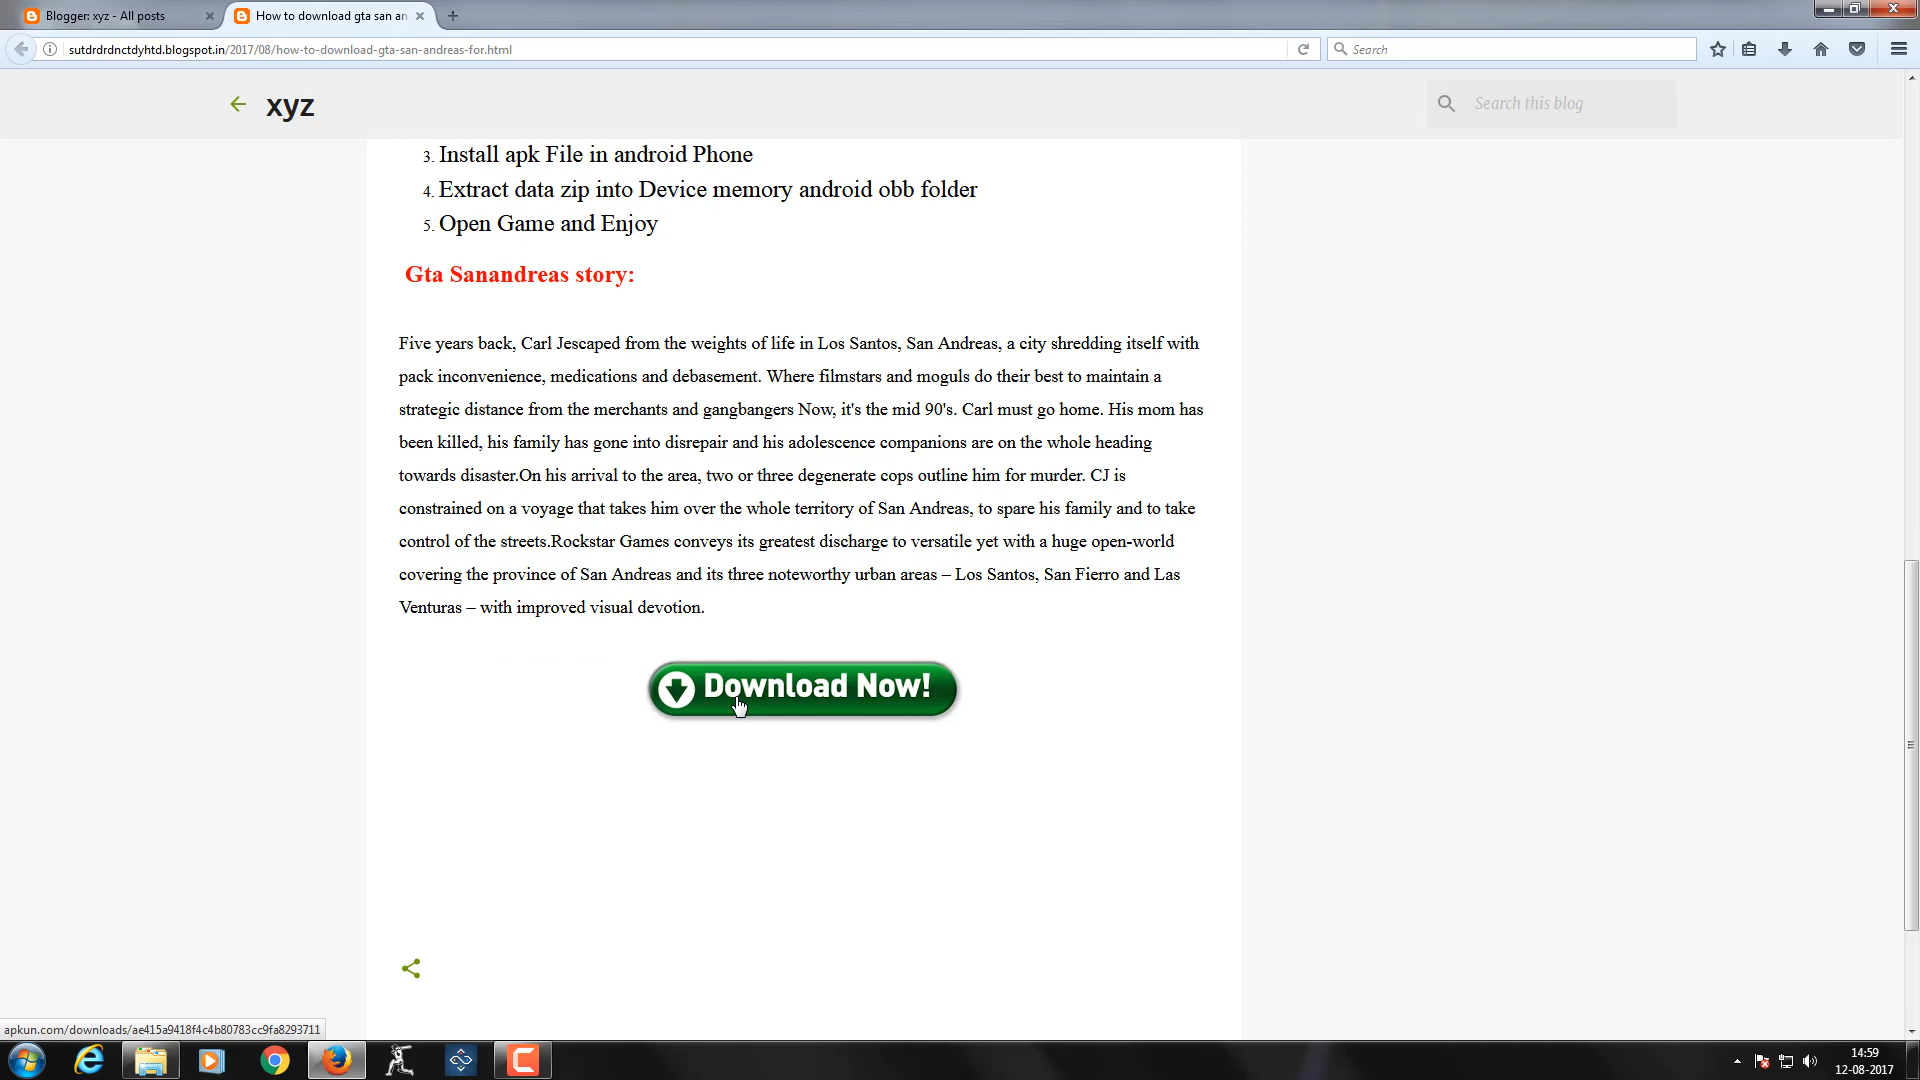 Blogger: xyz - All posts
How to download gta san an
sutdrdrdnctdyhtd.blogspot.in/2017/08/how-to-download-gta-san-andreas-for.html
Search
xyz
Search this blog
3. Install apk File in android Phone
4. Extract data zip into Device memory android obb folder
5. Open Game and Enjoy
Gta Sanandreas story:
Five years back, Carl Jescaped from the weights of life in Los Santos, San Andreas, a city shredding itself with
pack inconvenience, medications and debasement. Where filmstars and moguls do their best to maintain a
strategic distance from the merchants and gangbangers Now, it's the mid 90's. Carl must go home. His mom has
been killed, his family has gone into disrepair and his adolescence companions are on the whole heading
towards disaster.On his arrival to the area, two or three degenerate cops outline him for murder. CJ is
constrained on a voyage that takes him over the whole territory of San Andreas, to spare his family and to take
control of the streets.Rockstar Games conveys its greatest discharge to versatile yet with a huge open-world
covering the province of San Andreas and its three noteworthy urban areas – Los Santos, San Fierro and Las
Venturas – with improved visual devotion.
Download Now!
apkun.com/downloads/ae415a9418f4c4b80783cc9fa8293711
14:59
12-08-2017